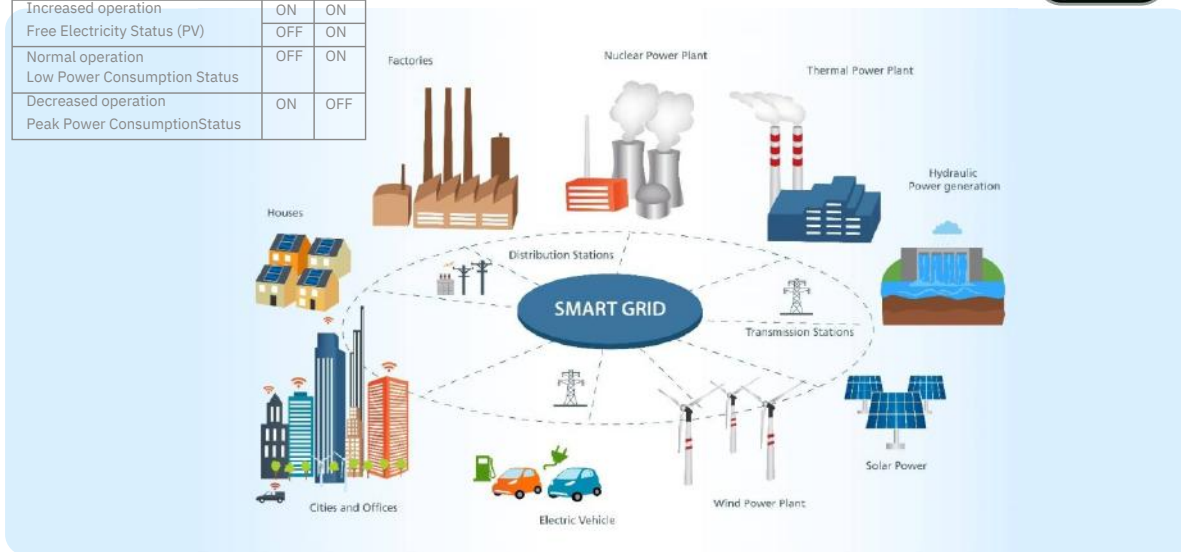 Increased operation ON ON
Free Electricity Status (PV) OFF ON
Normal operation OFF ON
Low Power Consumption Status
Decreased operation ON OFF
Peak Power ConsumptionStatus
Factories
Nuclear Power Plant
Thermal Power Plant
Hydraulic
Power generation
Houses
Distribution Stations
SMART GRID
Transmission Stations
Solar Power
Wind Power Plant
Cities and Offices
Electric Vehicle